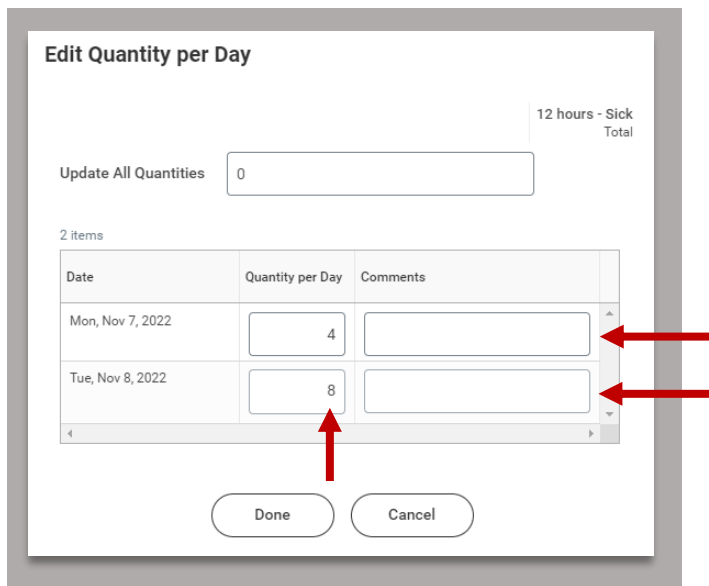 Edit Quantity per Day
12 hours - Sick
Total
Update All Quantities 0
2 items
Date Quantity per Day Comments
Mon, Nov 7, 2022 4
Tue, Nov 8, 2022 8
Done Cancel